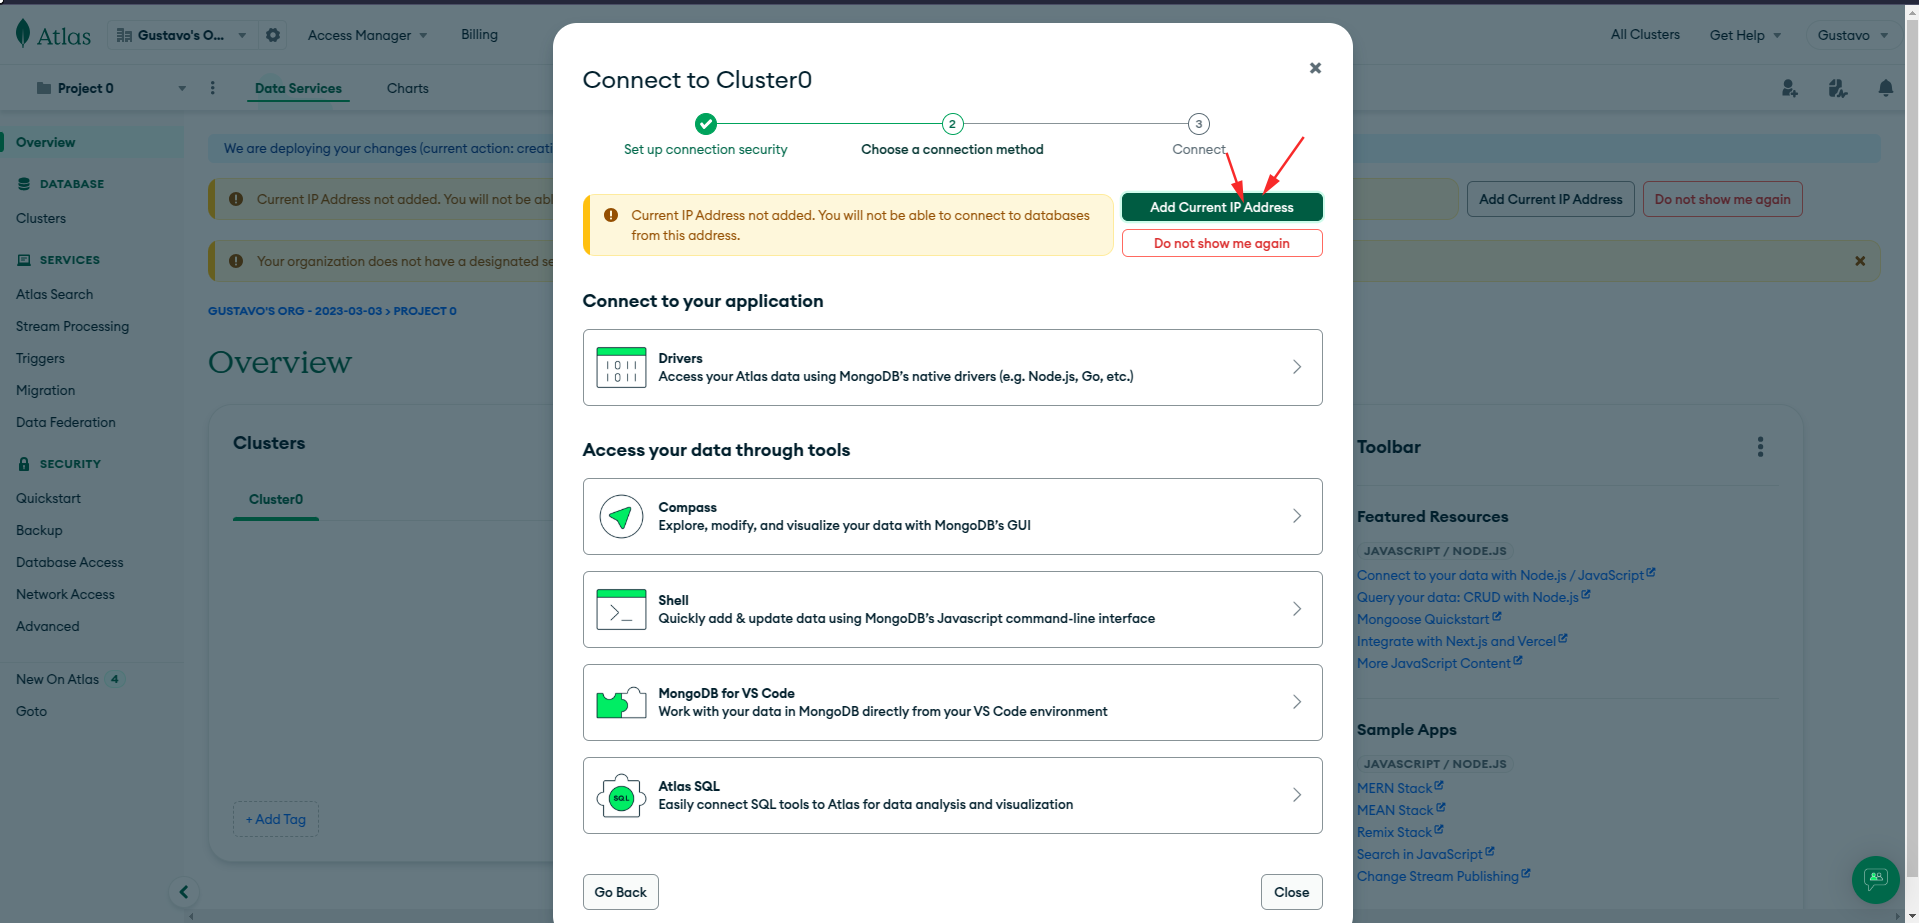 Atlas
Gustavo's O...
Access Manager
Billing
All Clusters
Get Help
Gustavo
Project 0
Data Services
Charts
Overview
DATABASE
Clusters
SERVICES
Atlas Search
Stream Processing
Triggers
Migration
Data Federation
SECURITY
Quickstart
Backup
Database Access
Network Access
Advanced
New On Atlas 4
Goto
We are deploying your changes (current action: creati
Current IP Address not added. You will not be abl
Add Current IP Address
Do not show me again
Your organization does not have a designated se
GUSTAVO'S ORG - 2023-03-03 > PROJECT 0
Overview
Clusters
Cluster0
+ Add Tag
Connect to Cluster0
2
3
Set up connection security
Choose a connection method
Connect
Current IP Address not added. You will not be able to connect to databases
from this address.
Add Current IP Address
Do not show me again
Connect to your application
1011
1011
Drivers
Access your Atlas data using MongoDB's native drivers (e.g. Node.js, Go, etc.)
Access your data through tools
Compass
Explore, modify, and visualize your data with MongoDB's GUI
Shell
Quickly add & update data using MongoDB's Javascript command-line interface
MongoDB for VS Code
Work with your data in MongoDB directly from your VS Code environment
SQL
Atlas SQL
Easily connect SQL tools to Atlas for data analysis and visualization
Go Back
Close
Toolbar
Featured Resources
JAVASCRIPT / NODE.JS
Connect to your data with Node.js / JavaScript
Query your data: CRUD with Node.js
Mongoose Quickstart
Integrate with Next.js and Vercel
More JavaScript Content
Sample Apps
JAVASCRIPT / NODE.JS
MERN Stack
MEAN Stack
Remix Stack
Search in JavaScript
Change Stream Publishing